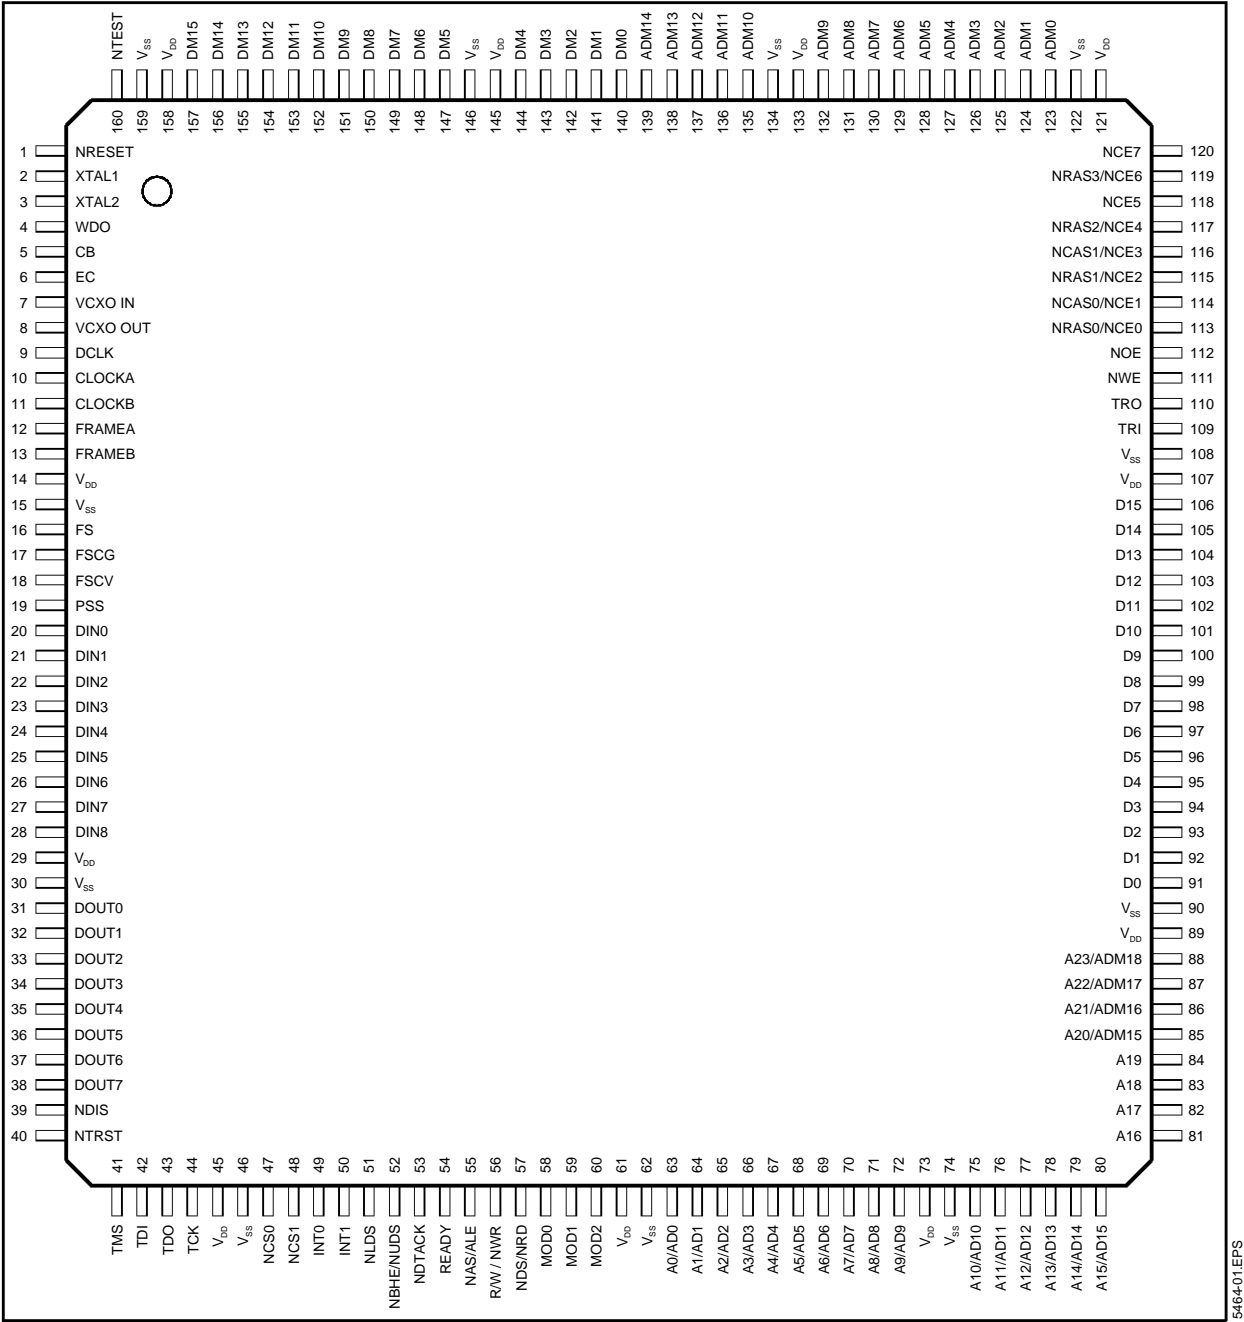 NTEST
VSS
VDD
DM15
DM14
DM13
DM12
DM11
DM10
DM9
DM8
DM7
DM6
DM5
VSS
VDD
DM4
DM3
DM2
DM1
DM0
ADM14
ADM13
ADM12
ADM11
ADM10
VSS
VDD
ADM9
ADM8
ADM7
ADM6
ADM5
ADM4
ADM3
ADM2
ADM1
ADM0
VSS
VDD
160
159
158
157
156
155
154
153
152
151
150
149
148
147
146
145
144
143
142
141
140
139
138
137
136
135
134
133
132
131
130
129
128
127
126
125
124
123
122
121
1 NRESET
2 XTAL1
3 XTAL2
4 WDO
5 CB
6 EC
7 VCXO IN
8 VCXO OUT
9 DCLK
10 CLOCKA
11 CLOCKB
12 FRAMEA
13 FRAMEB
14 VDD
15 VSS
16 FS
17 FSCG
18 FSCV
19 PSS
20 DIN0
21 DIN1
22 DIN2
23 DIN3
24 DIN4
25 DIN5
26 DIN6
27 DIN7
28 DIN8
29 VDD
30 VSS
31 DOUT0
32 DOUT1
33 DOUT2
34 DOUT3
35 DOUT4
36 DOUT5
37 DOUT6
38 DOUT7
39 NDIS
40 NTRST
NCE7 120
NRAS3/NCE6 119
NCE5 118
NRAS2/NCE4 117
NCAS1/NCE3 116
NRAS1/NCE2 115
NCAS0/NCE1 114
NRAS0/NCE0 113
NOE 112
NWE 111
TRO 110
TRI 109
VSS 108
VDD 107
D15 106
D14 105
D13 104
D12 103
D11 102
D10 101
D9 100
D8 99
D7 98
D6 97
D5 96
D4 95
D3 94
D2 93
D1 92
D0 91
VSS 90
VDD 89
A23/ADM18 88
A22/ADM17 87
A21/ADM16 86
A20/ADM15 85
A19 84
A18 83
A17 82
A16 81
41
42
43
44
45
46
47
48
49
50
51
52
53
54
55
56
57
58
59
60
61
62
63
64
65
66
67
68
69
70
71
72
73
74
75
76
77
78
79
80
TMS
TDI
TDO
TCK
VDD
VSS
NCS0
NCS1
INT0
INT1
NLDS
NBHE/NUDS
NDTACK
READY
NAS/ALE
R/W / NWR
NDS/NRD
MOD0
MOD1
MOD2
VDD
VSS
A0/AD0
A1/AD1
A2/AD2
A3/AD3
A4/AD4
A5/AD5
A6/AD6
A7/AD7
A8/AD8
A9/AD9
VDD
VSS
A10/AD10
A11/AD11
A12/AD12
A13/AD13
A14/AD14
A15/AD15
5464-01.EPS